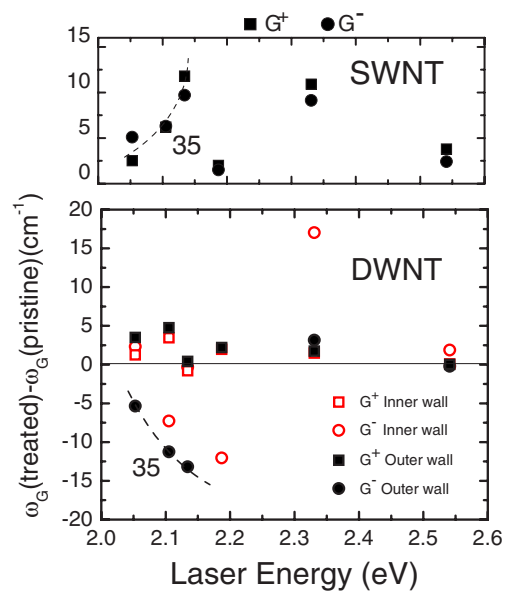 G+ G-
SWNT
15
10
5
0
35
ωG(treated)-ωG(pristine)(cm-1)
DWNT
20
15
10
5
0
-5
-10
-15
-20
35
G+ Inner wall
G- Inner wall
G+ Outer wall
G- Outer wall
2.0 2.1 2.2 2.3 2.4 2.5 2.6
Laser Energy (eV)